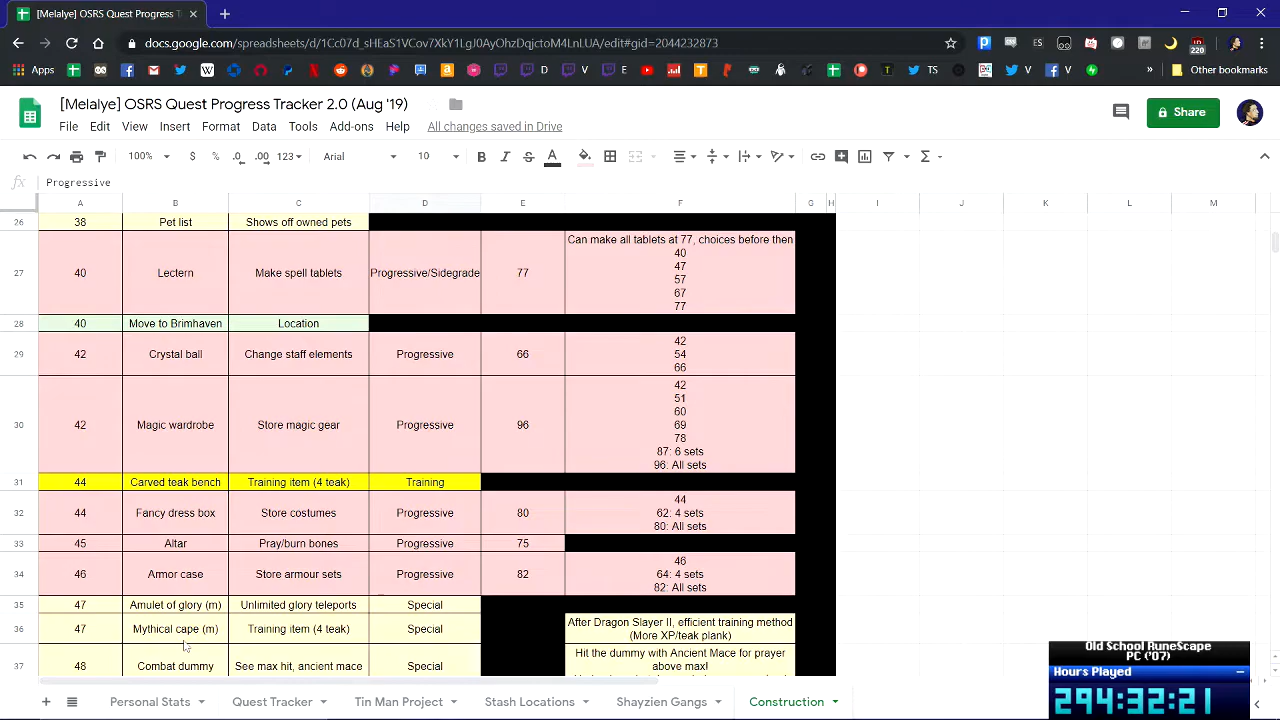 [Melalye] OSRS Quest Progress T
docs.google.com/spreadsheets/d/1Cc07d_sHEaS1VCov7XkY1LgJ0AyOhzDqjctoM4LnLUA/edit#gid=2044232873
Apps
D
V
V
T
TS
V
Other bookmarks
[Melalye] OSRS Quest Progress Tracker 2.0 (Aug '19)
File Edit View Insert Format Data Tools Add-ons Help All changes saved in Drive
Share
100% $ % .0 .00 123 Arial 10 B I S A
fx Progressive
A B C D E F G H I J K L M
26 38 Pet list Shows off owned pets
27 40 Lectern Make spell tablets Progressive/Sidegrade 77 Can make all tablets at 77, choices before then
40
47
57
67
77
28 40 Move to Brimhaven Location
29 42 Crystal ball Change staff elements Progressive 66 42
54
66
30 42 Magic wardrobe Store magic gear Progressive 96 42
51
60
69
78
87: 6 sets
96: All sets
31 44 Carved teak bench Training item (4 teak) Training
32 44 Fancy dress box Store costumes Progressive 80 44
62: 4 sets
80: All sets
33 45 Altar Pray/burn bones Progressive 75
34 46 Armor case Store armour sets Progressive 82 46
64: 4 sets
82: All sets
35 47 Amulet of glory (m) Unlimited glory teleports Special
36 47 Mythical cape (m) Training item (4 teak) Special After Dragon Slayer II, efficient training method
(More XP/teak plank)
37 48 Combat dummy See max hit, ancient mace Special Hit the dummy with Ancient Mace for prayer
above max!
Personal Stats Quest Tracker Tin Man Project Stash Locations Shayzien Gangs Construction
Old School RuneScape
PC ('07)
Hours Played
294:32:21